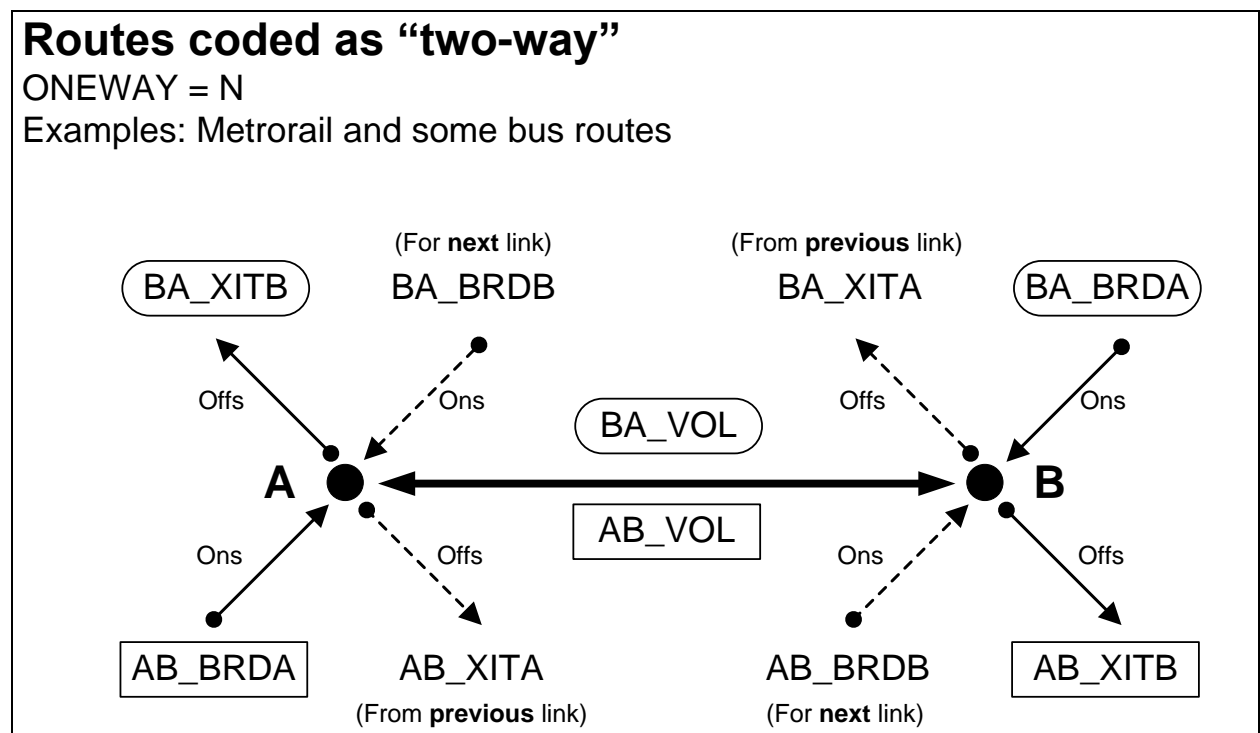 Routes coded as “two-way”
ONEWAY = N
Examples: Metrorail and some bus routes
(For next link) (From previous link)
BA_XITB BA_BRDB BA_XITA BA_BRDA
Offs Ons Offs Ons
BA_VOL
A B
AB_VOL
Ons Offs Ons Offs
AB_BRDA AB_XITA AB_BRDB AB_XITB
(From previous link) (For next link)